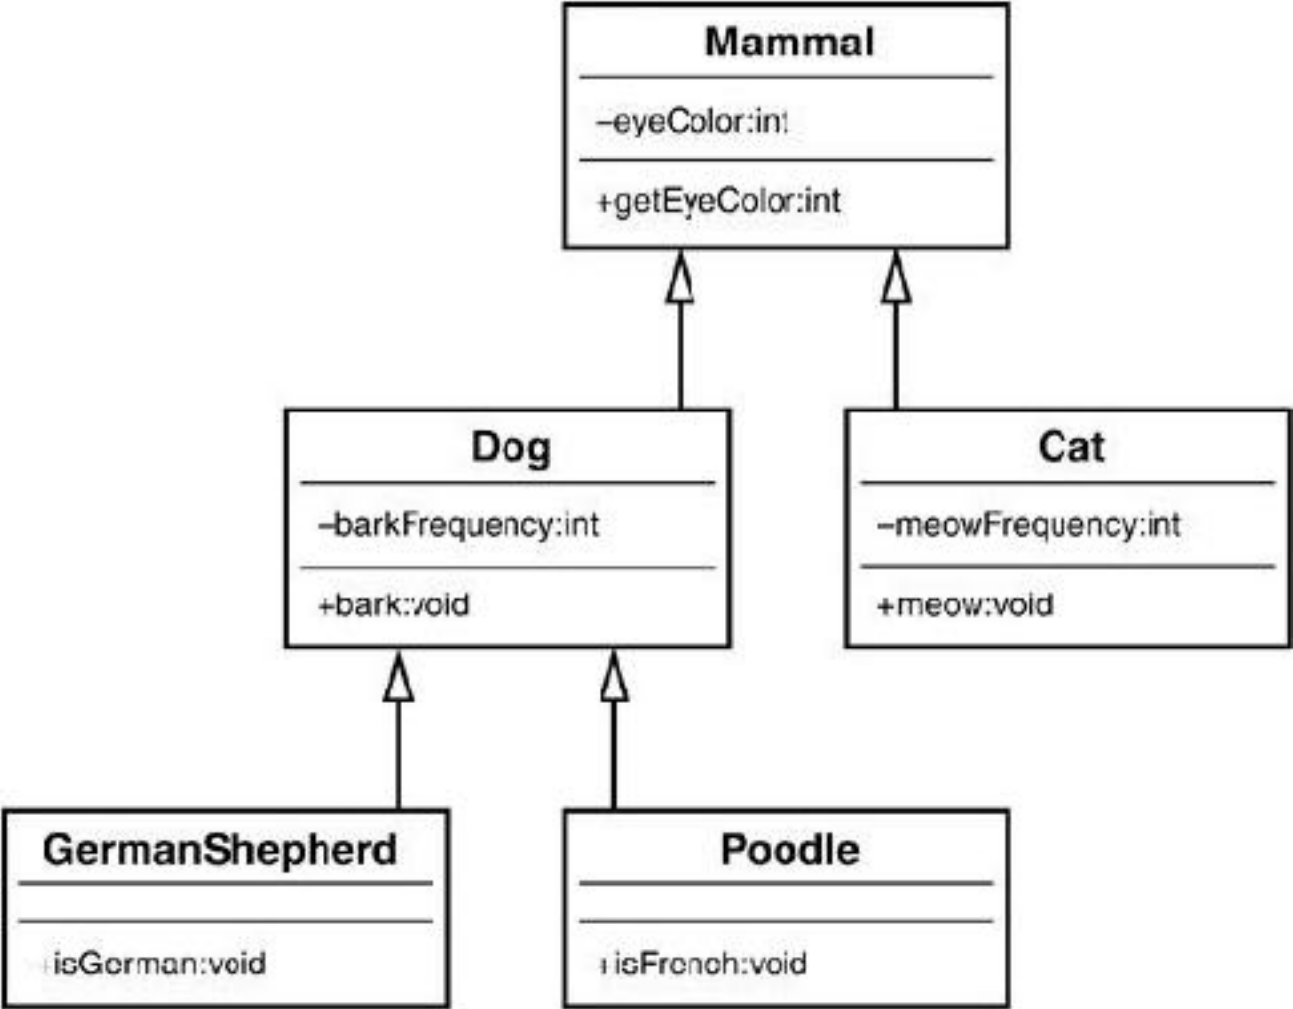 Mammal
–eyeColor:int
+getEyeColor:int
Dog
Cat
–barkFrequency:int
–meowFrequency:int
+bark:void
+meow:void
GermanShepherd
Poodle
+isGerman:void
+isFrench:void